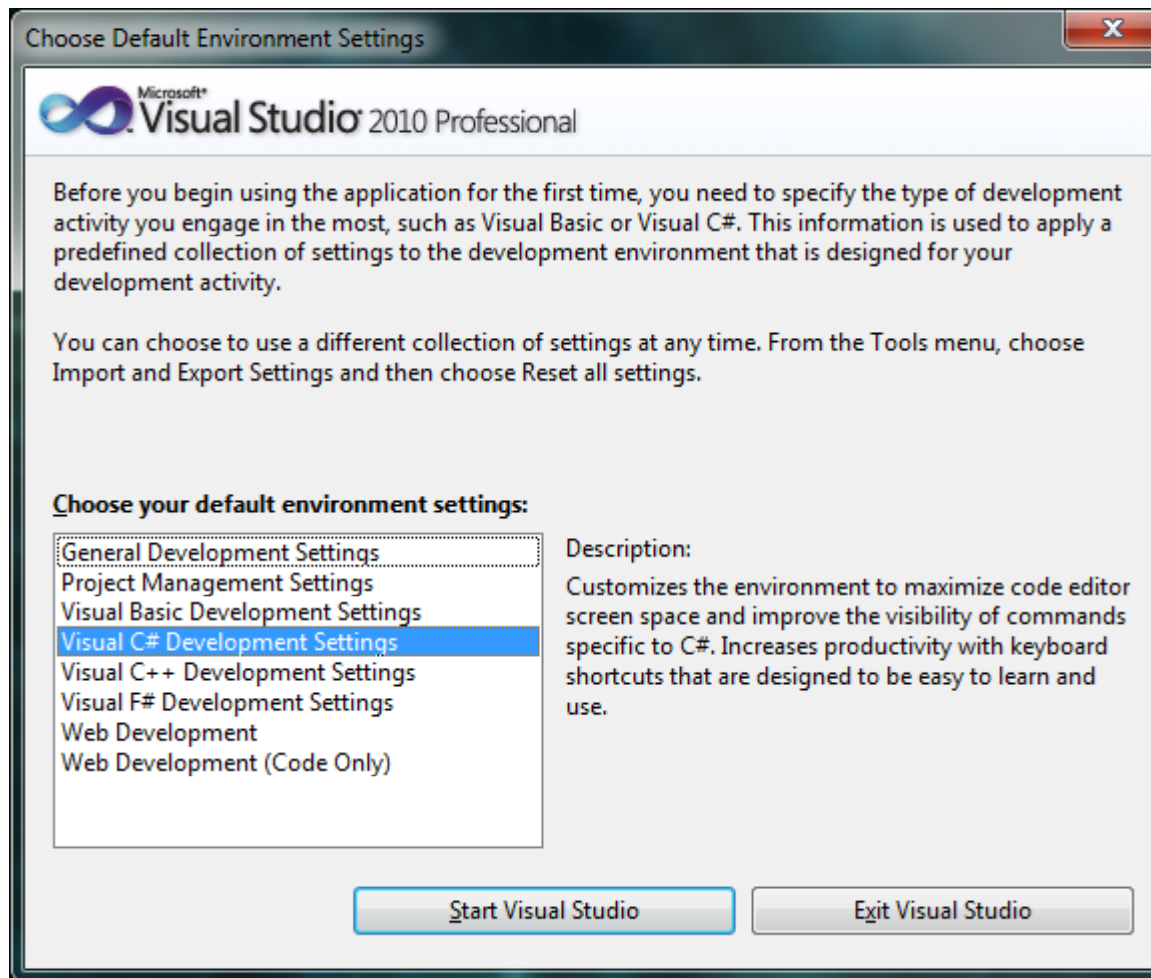 Choose Default Environment Settings
Microsoft®
Visual Studio® 2010 Professional
Before you begin using the application for the first time, you need to specify the type of development
activity you engage in the most, such as Visual Basic or Visual C#. This information is used to apply a
predefined collection of settings to the development environment that is designed for your
development activity.
You can choose to use a different collection of settings at any time. From the Tools menu, choose
Import and Export Settings and then choose Reset all settings.
Choose your default environment settings:
General Development Settings
Project Management Settings
Visual Basic Development Settings
Visual C# Development Settings
Visual C++ Development Settings
Visual F# Development Settings
Web Development
Web Development (Code Only)
Description:
Customizes the environment to maximize code editor
screen space and improve the visibility of commands
specific to C#. Increases productivity with keyboard
shortcuts that are designed to be easy to learn and
use.
Start Visual Studio
Exit Visual Studio